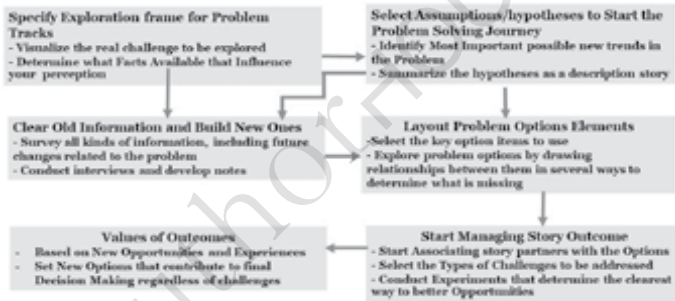 Specify Exploration frame for Problem
Tracks
- Visualize the real challenge to be explored
- Determine what Facts Available that Influence
your perception
Select Assumptions/hypotheses to Start the
Problem Solving Journey
- Identify Most Important possible new trends in
the Problem
- Summarize the hypotheses as a description story
Clear Old Information and Build New Ones
- Survey all kinds of information, including future
changes related to the problem
- Conduct interviews and develop notes
Layout Problem Options Elements
-Select the key option items to use
- Explore problem options by drawing
relationships between them in several ways to
determine what is missing
Values of Outcomes
- Based on New Opportunities and Experiences
- Set New Options that contribute to final
Decision Making regardless of challenges
Start Managing Story Outcome
- Start Associating story partners with the Options
- Select the Types of Challenges to be addressed
- Conduct Experiments that determine the clearest
way to better Opportunities